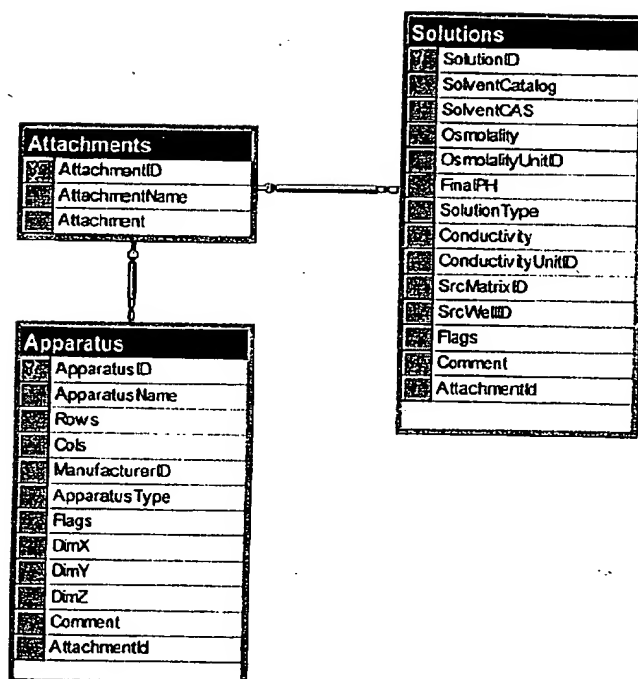 Attachments
AttachmentID
AttachmentName
Attachment
Solutions
SolutionID
SolventCatalog
SolventCAS
Osmolality
OsmolalityUnitID
FinalPH
SolutionType
Conductivity
ConductivityUnitID
SrcMatrixID
SrcWellID
Flags
Comment
AttachmentId
Apparatus
ApparatusID
ApparatusName
Rows
Cols
ManufacturerID
ApparatusType
Flags
DimX
DimY
DimZ
Comment
AttachmentId